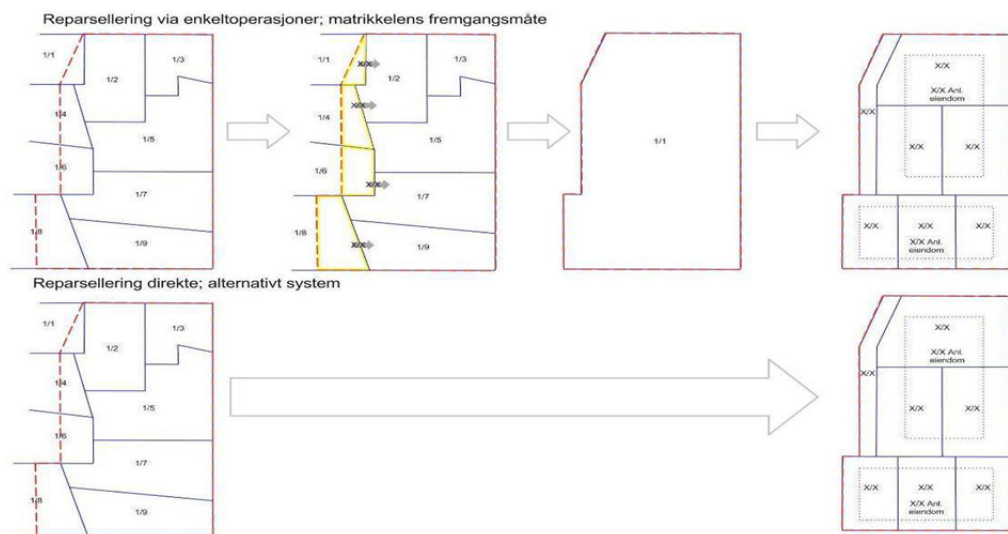 Reparsellering via enkeltoperasjoner; matrikkelens fremgangsmåte
1/1
1/2
1/3
1/4
1/5
1/6
1/7
1/8
1/9
1/1
X/X
1/2
1/3
1/4
X/X
1/5
1/6
X/X
1/7
1/8
X/X
1/9
1/1
X/X
X/X Anl.
eiendom
X/X
X/X
X/X
X/X
X/X
X/X
X/X Anl.
eiendom
Reparsellering direkte; alternativt system
1/1
1/2
1/3
1/4
1/5
1/6
1/7
1/8
1/9
X/X
X/X Anl.
eiendom
X/X
X/X
X/X
X/X
X/X
X/X
X/X Anl.
eiendom